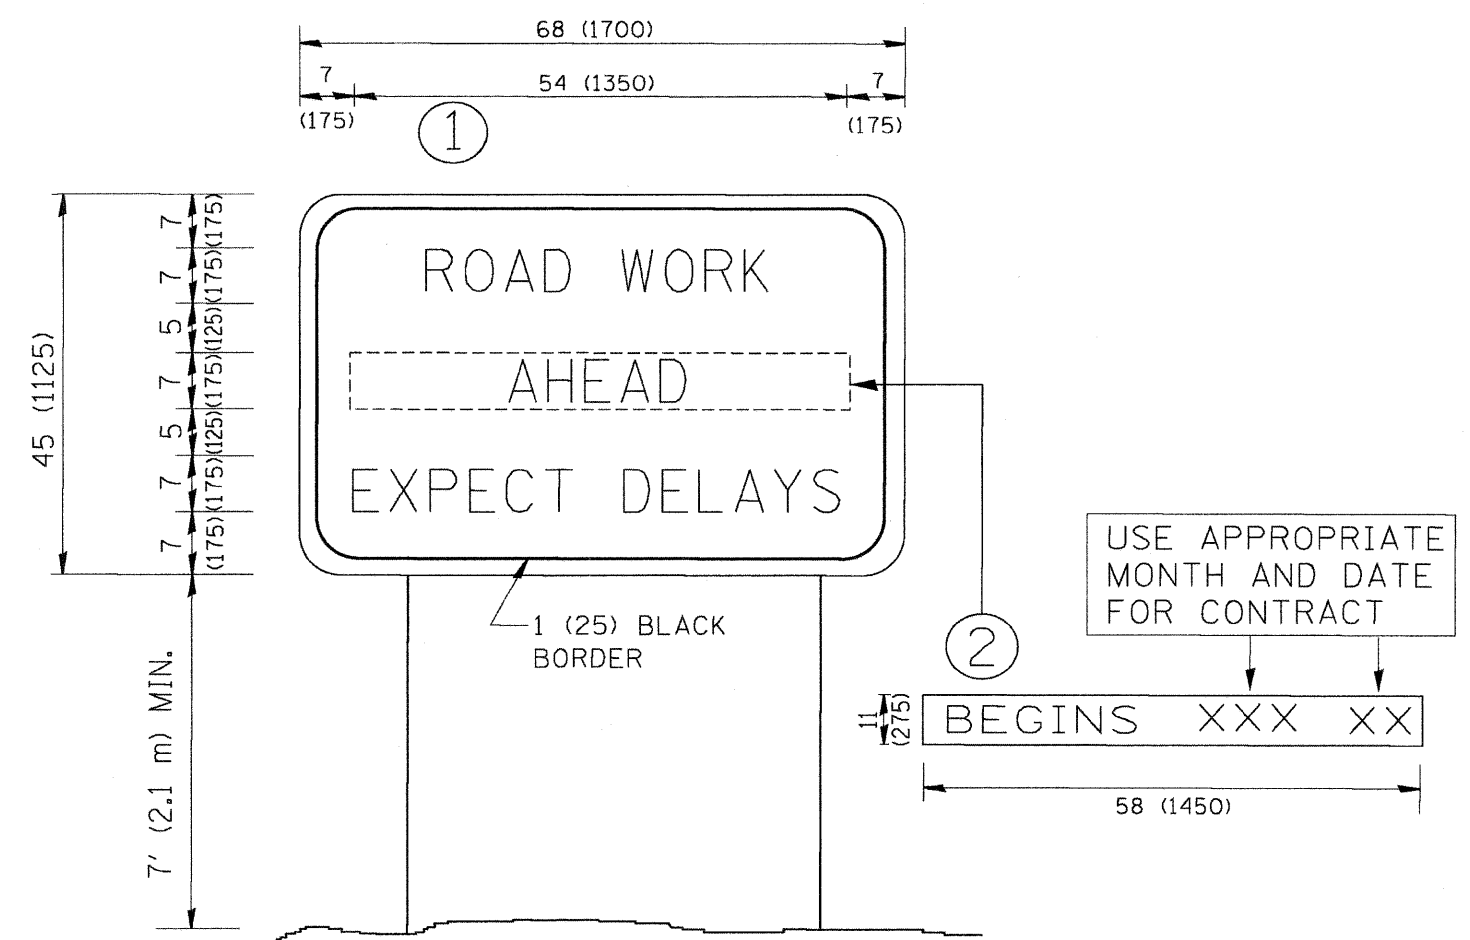 68 (1700)
7
54 (1350)
7
(175)
(175)
1
45 (1125)
7
(175)
7
(175)
5
(125)
7
(175)
5
(125)
7
(175)
7
(175)
ROAD WORK
AHEAD
EXPECT DELAYS
1 (25) BLACK
BORDER
7' (2.1 m) MIN.
USE APPROPRIATE
MONTH AND DATE
FOR CONTRACT
2
11
(275)
BEGINS XXX XX
58 (1450)